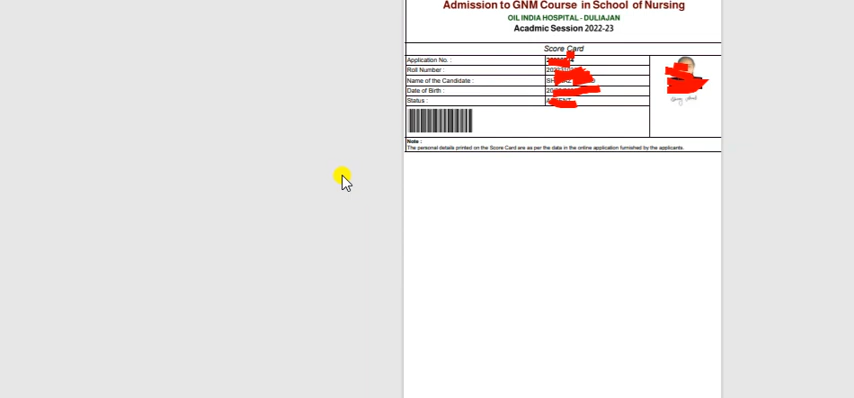 Admission to GNM Course in School of Nursing
OIL INDIA HOSPITAL - DULIAJAN
Acadmic Session 2022-23
Score Card
Application No. :
Roll Number :
Name of the Candidate :
Date of Birth :
Status :
Note :
The personal details printed on the Score Card are as per the data in the online application furnished by the applicants.